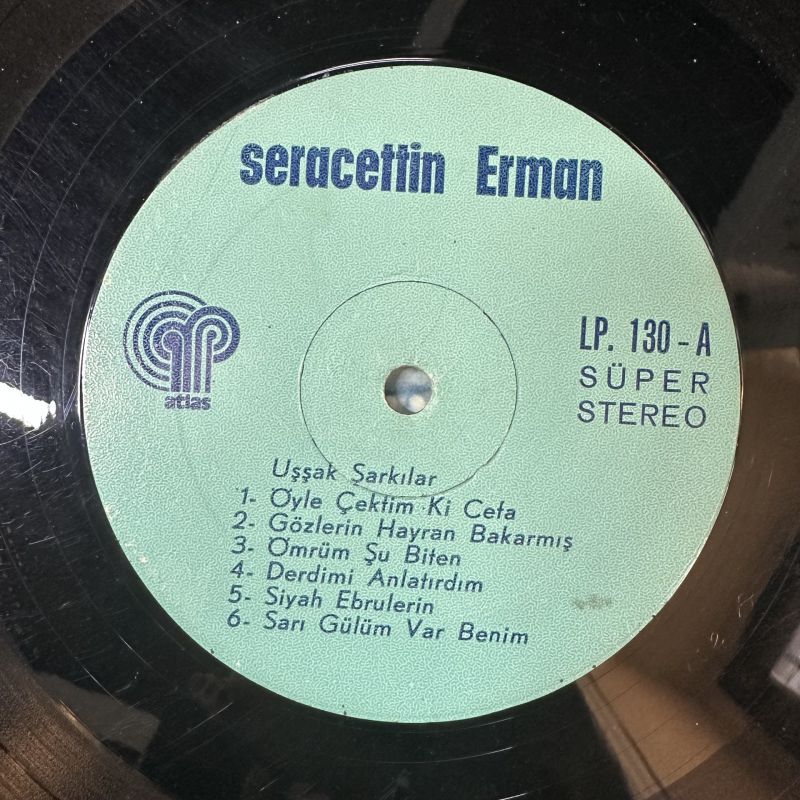 seracettin Erman
LP. 130-A
SÜPER
STEREO
atlas
Uşşak Şarkılar
1- Öyle Çektim Ki Cefa
2- Gözlerin Hayran Bakarmış
3- Ömrüm Şu Biten
4- Derdimi Anlatırdım
5- Siyah Ebrulerin
6- Sarı Gülüm Var Benim